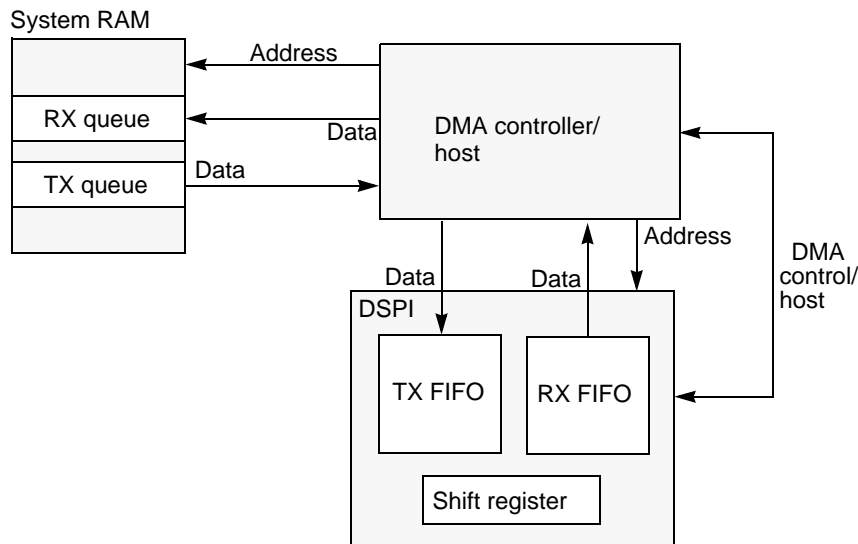 System RAM
Address
RX queue
Data
DMA controller/
host
TX queue
Data
Address
DMA
control/
host
Data
Data
DSPI
TX FIFO
RX FIFO
Shift register